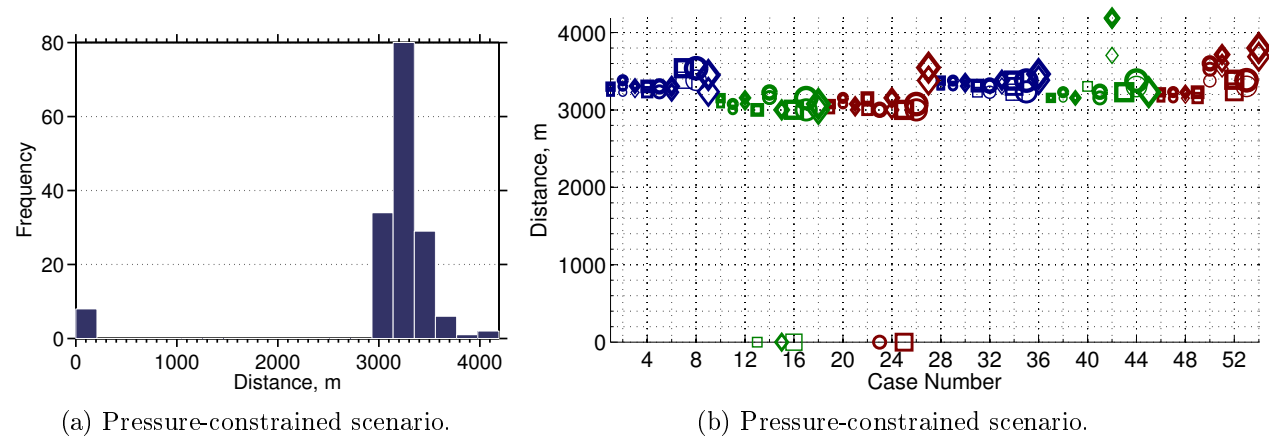 80
60
40
20
0
Frequency
0 1000 2000 3000 4000
Distance, m
(a) Pressure-constrained scenario.
4000
3000
2000
1000
0
Distance, m
4 8 12 16 20 24 28 32 36 40 44 48 52
Case Number
(b) Pressure-constrained scenario.